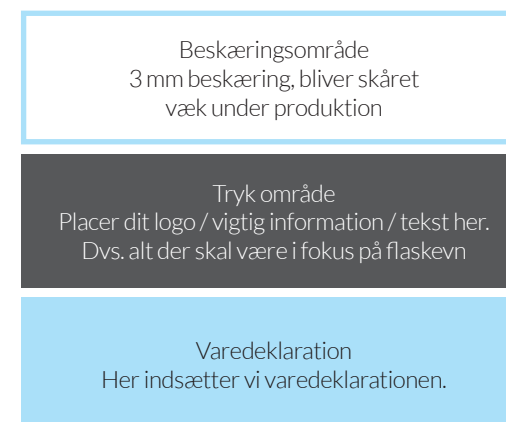 Beskæringsområde
3 mm beskæring, bliver skåret
væk under produktion
Tryk område
Placer dit logo / vigtig information / tekst her.
Dvs. alt der skal være i fokus på flaskevn
Varedeklaration
Her indsætter vi varedeklarationen.